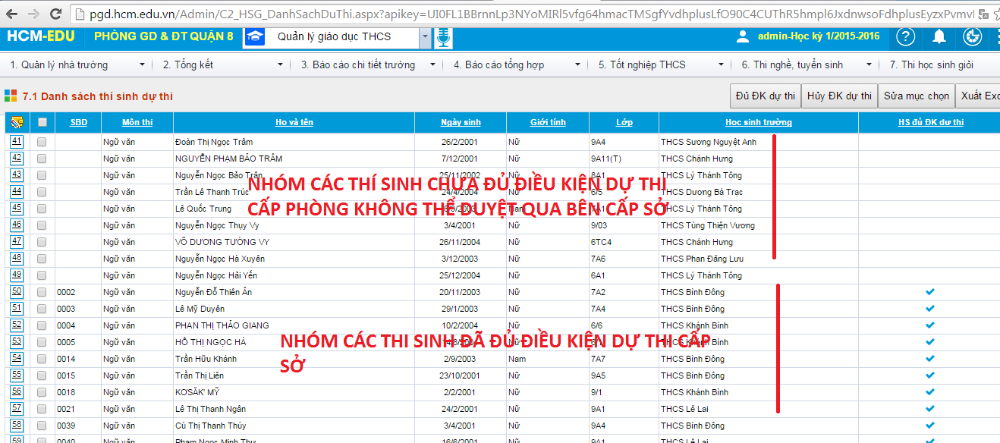 pgd.hcm.edu.vn/Admin/C2_HSG_DanhSachDuThi.aspx?apikey=UI0FL1BBrnnLp3NYoMIRl5vfg64hmacTMSgfYvdhplusLfO90C4CUThR5hmpl6JxdnwsoFdhplusEyzxPvmvl
HCM-EDU PHÒNG GD & ĐT QUẬN 8 Quản lý giáo dục THCS admin-Học kỳ 1/2015-2016 ?
1. Quản lý nhà trường 2. Tổng kết 3. Báo cáo chi tiết trường 4. Báo cáo tổng hợp 5. Tốt nghiệp THCS 6. Thi nghề, tuyển sinh 7. Thi học sinh giỏi
7.1 Danh sách thí sinh dự thi Đủ ĐK dự thi Hủy ĐK dự thi Sửa mục chọn Xuất Exc
SBD Môn thi Họ và tên Ngày sinh Giới tính Lớp Học sinh trường HS đủ ĐK dự thi
41 Ngữ văn Đoàn Thị Ngọc Trâm 26/2/2001 Nữ 9A4 THCS Sương Nguyệt Anh
42 Ngữ văn NGUYỄN PHẠM BẢO TRÂM 7/12/2001 Nữ 9A11(T) THCS Chánh Hưng
43 Ngữ văn Nguyễn Ngọc Bảo Trân 25/11/2002 Nữ 8A1 THCS Lý Thánh Tông
NHÓM CÁC THÍ SINH CHƯA ĐỦ ĐIỀU KIỆN DỰ THI
44 Ngữ văn Trần Lê Thanh Trúc 24/4/2004 Nữ 6/5 THCS Dương Bá Trạc
CẤP PHÒNG KHÔNG THỂ DUYỆT QUA BÊN CẤP SỞ
45 Ngữ văn Lê Quốc Trung Nam 7A1 THCS Lý Thánh Tông
46 Ngữ văn Nguyễn Ngọc Thụy Vy 3/4/2001 Nữ 9/03 THCS Tùng Thiện Vương
47 Ngữ văn VÕ DƯƠNG TƯỜNG VY 26/11/2004 Nữ 6TC4 THCS Chánh Hưng
48 Ngữ văn Nguyễn Ngọc Hà Xuyên 3/12/2003 Nữ 7A6 THCS Phan Đăng Lưu
49 Ngữ văn Nguyễn Ngọc Hải Yến 25/12/2004 Nữ 6A1 THCS Lý Thánh Tông
50 0002 Ngữ văn Nguyễn Đỗ Thiên Ân 20/11/2003 Nữ 7A2 THCS Bình Đông
51 0003 Ngữ văn Lê Mỹ Duyên 29/1/2003 Nữ 7A4 THCS Bình Đông
52 0004 Ngữ văn PHAN THỊ THẢO GIANG 10/2/2004 Nữ 6/6 THCS Khánh Bình
53 0005 Ngữ văn HỒ THỊ NGỌC HÀ THCS Khánh Bình
NHÓM CÁC THI SINH ĐÃ ĐỦ ĐIỀU KIỆN DỰ THI CẤP
54 0014 Ngữ văn Trần Hữu Khánh 2/9/2003 Nam 7A7 THCS Bình Đông
SỞ
55 0015 Ngữ văn Trần Thị Liên 23/10/2001 Nữ 9A5 THCS Bình Đông
56 0018 Ngữ văn KƠSĂK' MỸ 2/2/2001 Nữ 9/1 THCS Khánh Bình
57 0021 Ngữ văn Lê Thị Thanh Ngân 24/2/2001 Nữ 9A1 THCS Lê Lai
58 0039 Ngữ văn Cù Thị Thanh Thúy 3/4/2001 Nữ 9A4 THCS Bình Đông
59 0040 Ngữ văn Phạm Ngọc Minh Thư 16/6/2001 Nữ 9A1 THCS Lê Lai